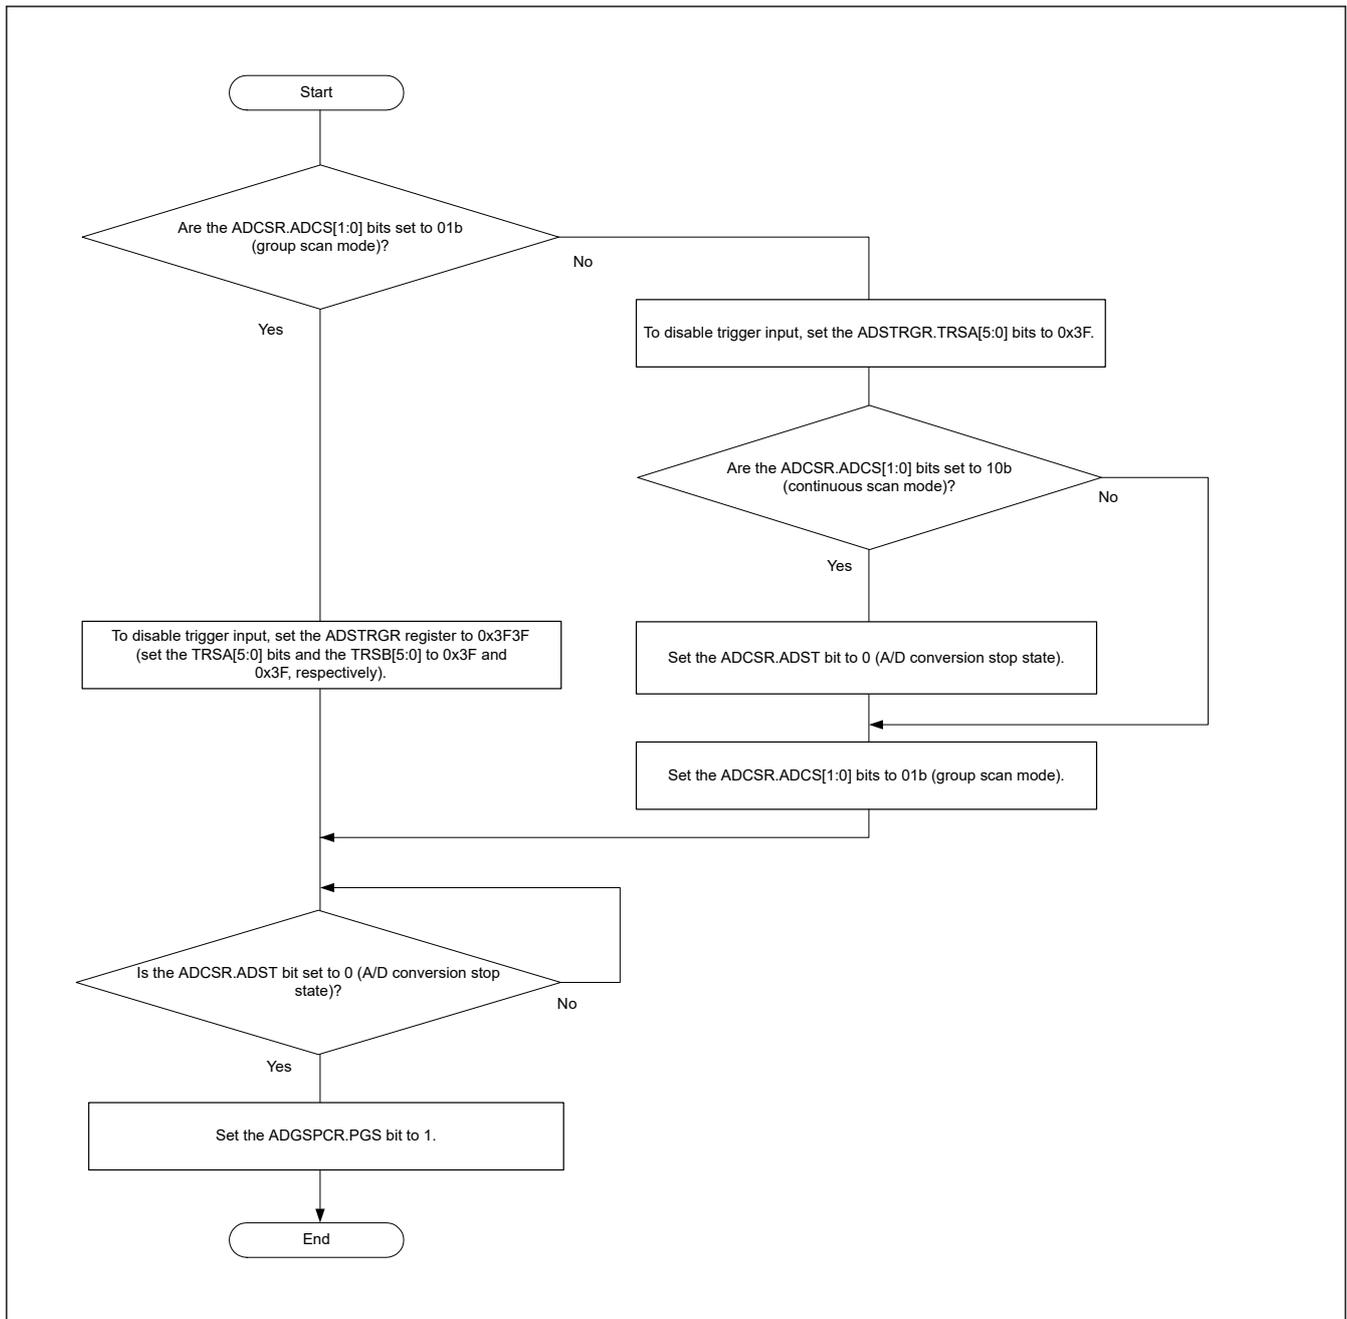 Start
Are the ADCSR.ADCS[1:0] bits set to 01b
(group scan mode)?
No
Yes
To disable trigger input, set the ADSTRGR.TRSA[5:0] bits to 0x3F.
Are the ADCSR.ADCS[1:0] bits set to 10b
(continuous scan mode)?
No
Yes
To disable trigger input, set the ADSTRGR register to 0x3F3F
(set the TRSA[5:0] bits and the TRSB[5:0] to 0x3F and
0x3F, respectively).
Set the ADCSR.ADST bit to 0 (A/D conversion stop state).
Set the ADCSR.ADCS[1:0] bits to 01b (group scan mode).
Is the ADCSR.ADST bit set to 0 (A/D conversion stop
state)?
No
Yes
Set the ADGSPCR.PGS bit to 1.
End